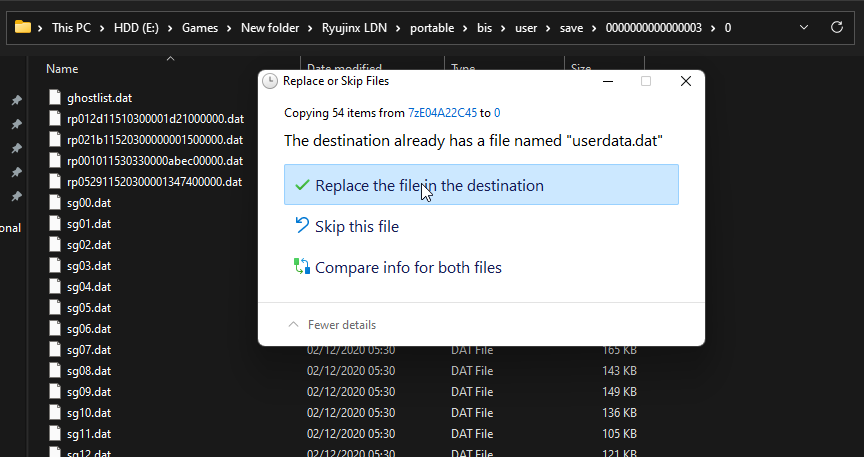 This PC > HDD (E:) > Games > New folder > Ryujinx LDN > portable > bis > user > save > 0000000000000003 > 0
Name Date modified Type Size
Replace or Skip Files
ghostlist.dat
Copying 54 items from 7zE04A22C45 to 0
rp012d11510300001d21000000.dat
rp021b11520300000001500000.dat
The destination already has a file named "userdata.dat"
rp001011530330000abec00000.dat
rp052911520300001347400000.dat
Replace the file in the destination
sg00.dat
sg01.dat
Skip this file
onal
sg02.dat
sg03.dat
Compare info for both files
sg04.dat
sg05.dat
sg06.dat
Fewer details
sg07.dat 02/12/2020 05:30 DAT File 165 KB
sg08.dat 02/12/2020 05:30 DAT File 143 KB
sg09.dat 02/12/2020 05:30 DAT File 149 KB
sg10.dat 02/12/2020 05:30 DAT File 136 KB
sg11.dat 02/12/2020 05:30 DAT File 105 KB
sg12.dat 02/12/2020 05:30 DAT File 121 KB